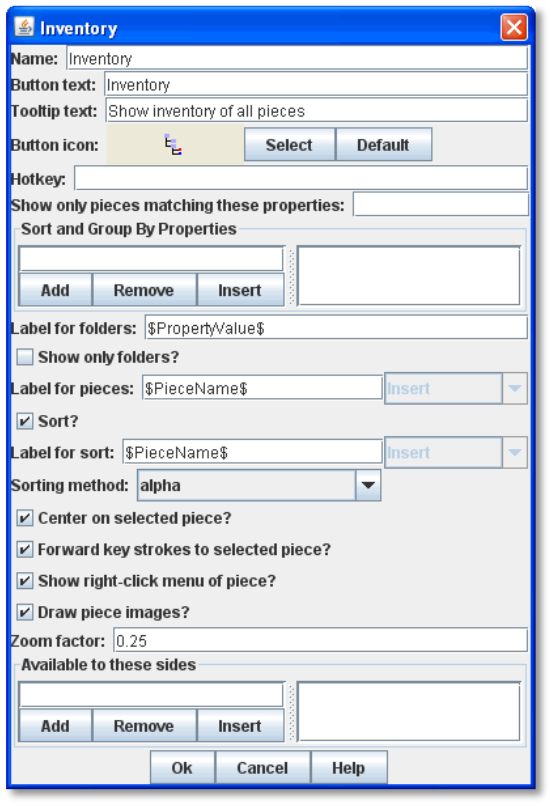 Inventory
Name: Inventory
Button text: Inventory
Tooltip text: Show inventory of all pieces
Button icon: Select Default
Hotkey:
Show only pieces matching these properties:
Sort and Group By Properties
Add Remove Insert
Label for folders: $PropertyValue$
Show only folders?
Label for pieces: $PieceName$ Insert
Sort?
Label for sort: $PieceName$ Insert
Sorting method: alpha
Center on selected piece?
Forward key strokes to selected piece?
Show right-click menu of piece?
Draw piece images?
Zoom factor: 0.25
Available to these sides
Add Remove Insert
Ok Cancel Help